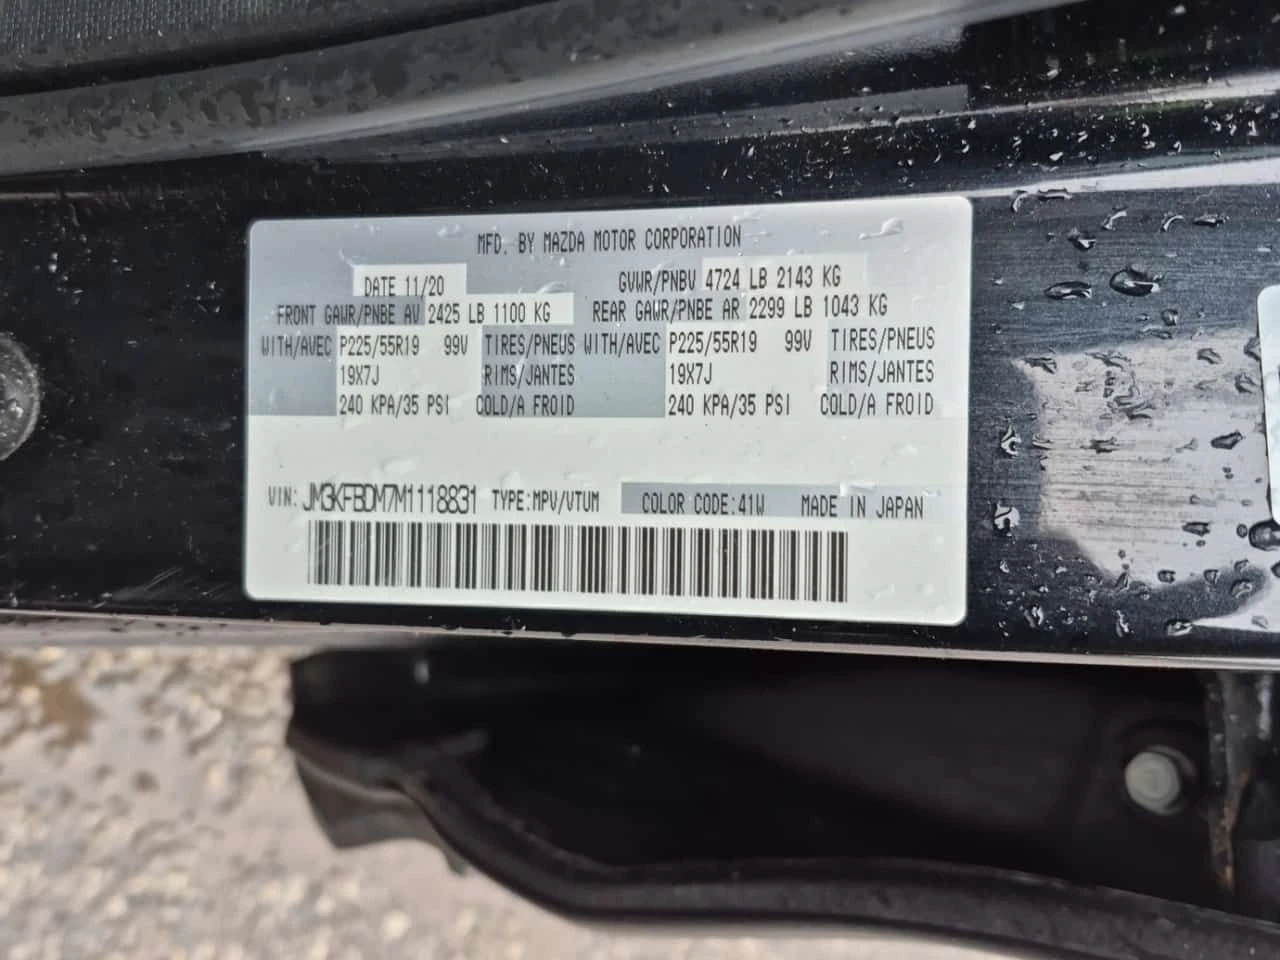 MFD. BY MAZDA MOTOR CORPORATION
DATE 11/20 GVWR/PNBV 4724 LB 2143 KG
FRONT GAWR/PNBE AV 2425 LB 1100 KG REAR GAWR/PNBE AR 2299 LB 1043 KG
WITH/AVEC P225/55R19 99V TIRES/PNEUS WITH/AVEC P225/55R19 99V TIRES/PNEUS
19X7J RIMS/JANTES 19X7J RIMS/JANTES
240 KPA/35 PSI COLD/A FROID 240 KPA/35 PSI COLD/A FROID
VIN: JM3KFBDM7M1118831 TYPE:MPV/VTUM COLOR CODE:41W MADE IN JAPAN